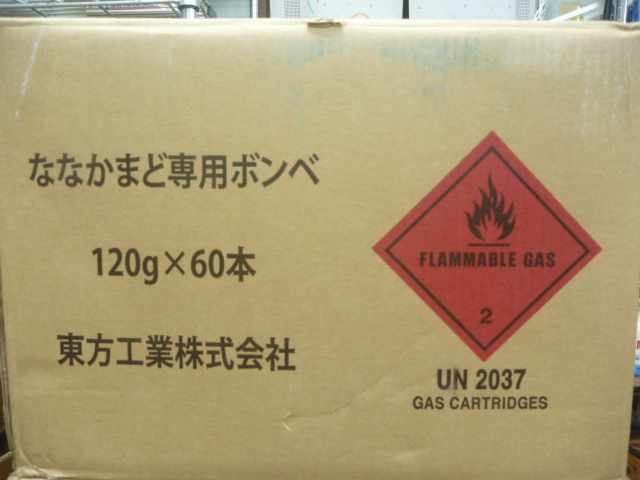 ななかまど専用ボンベ
120g×60本
東方工業株式会社
FLAMMABLE GAS
2
UN 2037
GAS CARTRIDGES